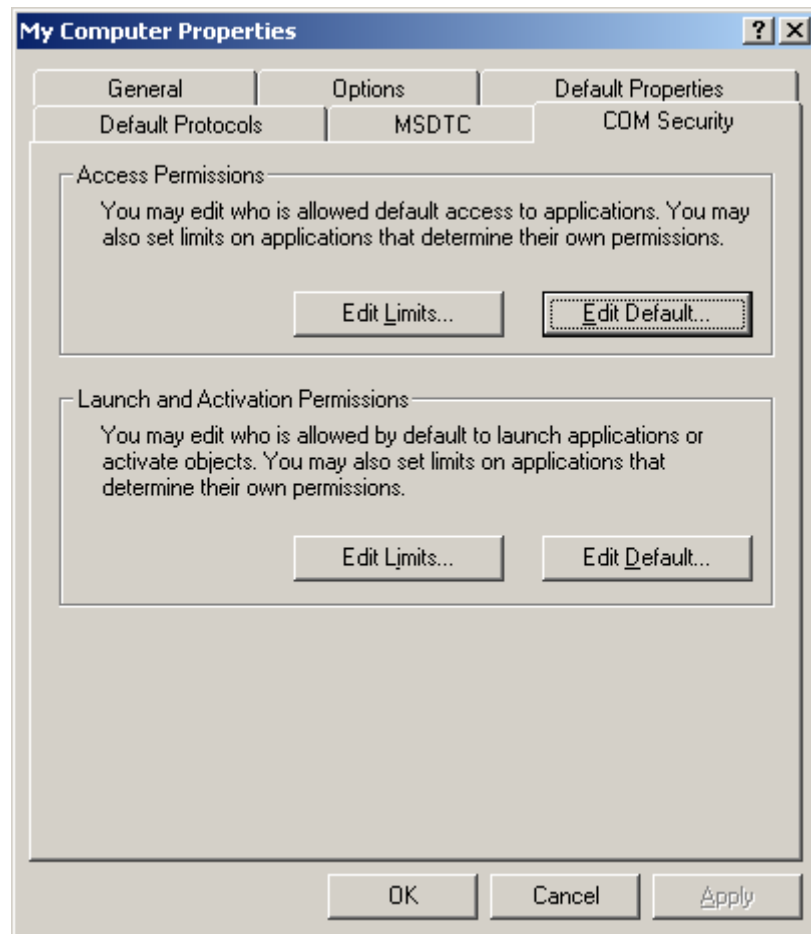 My Computer Properties
General Options Default Properties
Default Protocols MSDTC COM Security
Access Permissions
You may edit who is allowed default access to applications. You may
also set limits on applications that determine their own permissions.
Edit Limits... Edit Default...
Launch and Activation Permissions
You may edit who is allowed by default to launch applications or
activate objects. You may also set limits on applications that
determine their own permissions.
Edit Limits... Edit Default...
OK Cancel Apply